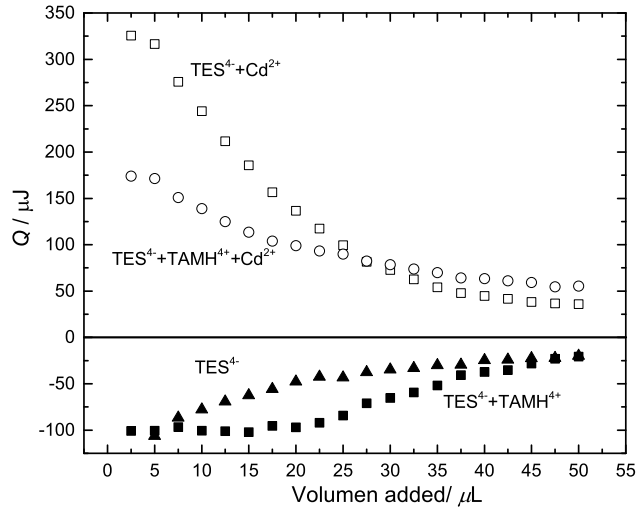 350
300
250
200
150
100
50
0
-50
-100
Q / μJ
TES⁴⁻+Cd²⁺
TES⁴⁻+TAMH⁴⁺+Cd²⁺
TES⁴⁻
TES⁴⁻+TAMH⁴⁺
0 5 10 15 20 25 30 35 40 45 50 55
Volumen added/ μL